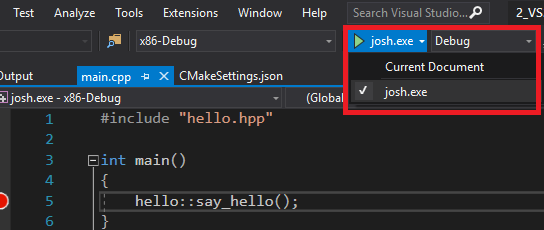 Test Analyze Tools Extensions Window Help Search Visual Studio 2_VS
x86-Debug josh.exe Debug
Current Document
josh.exe
Output main.cpp CMakeSettings.json
josh.exe - x86-Debug (Global
1 #include "hello.hpp"
2
3 int main()
4 {
5 hello::say_hello();
6 }